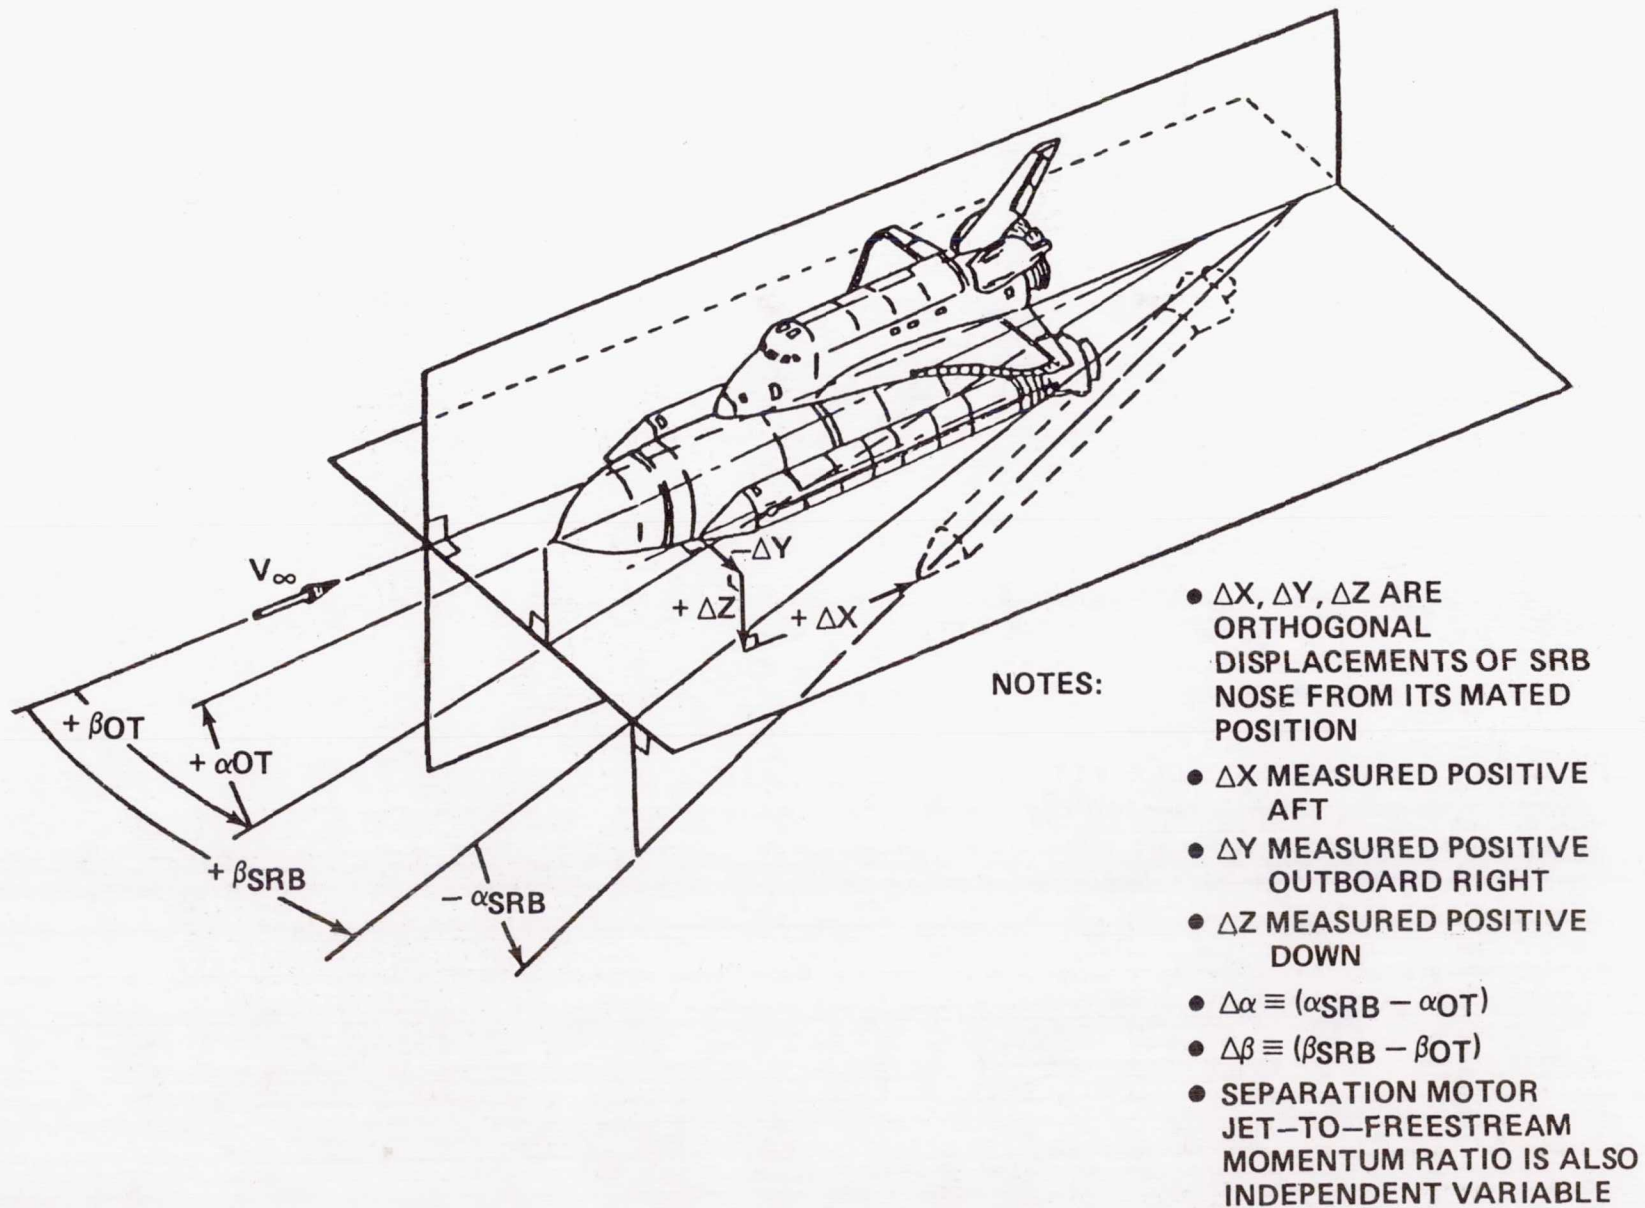 V∞
+ βOT
+ αOT
+ βSRB
− αSRB
−ΔY
+ ΔZ
+ ΔX
NOTES:
• ΔX, ΔY, ΔZ ARE
ORTHOGONAL
DISPLACEMENTS OF SRB
NOSE FROM ITS MATED
POSITION
• ΔX MEASURED POSITIVE
AFT
• ΔY MEASURED POSITIVE
OUTBOARD RIGHT
• ΔZ MEASURED POSITIVE
DOWN
• Δα ≡ (αSRB − αOT)
• Δβ ≡ (βSRB − βOT)
• SEPARATION MOTOR
JET–TO–FREESTREAM
MOMENTUM RATIO IS ALSO
INDEPENDENT VARIABLE